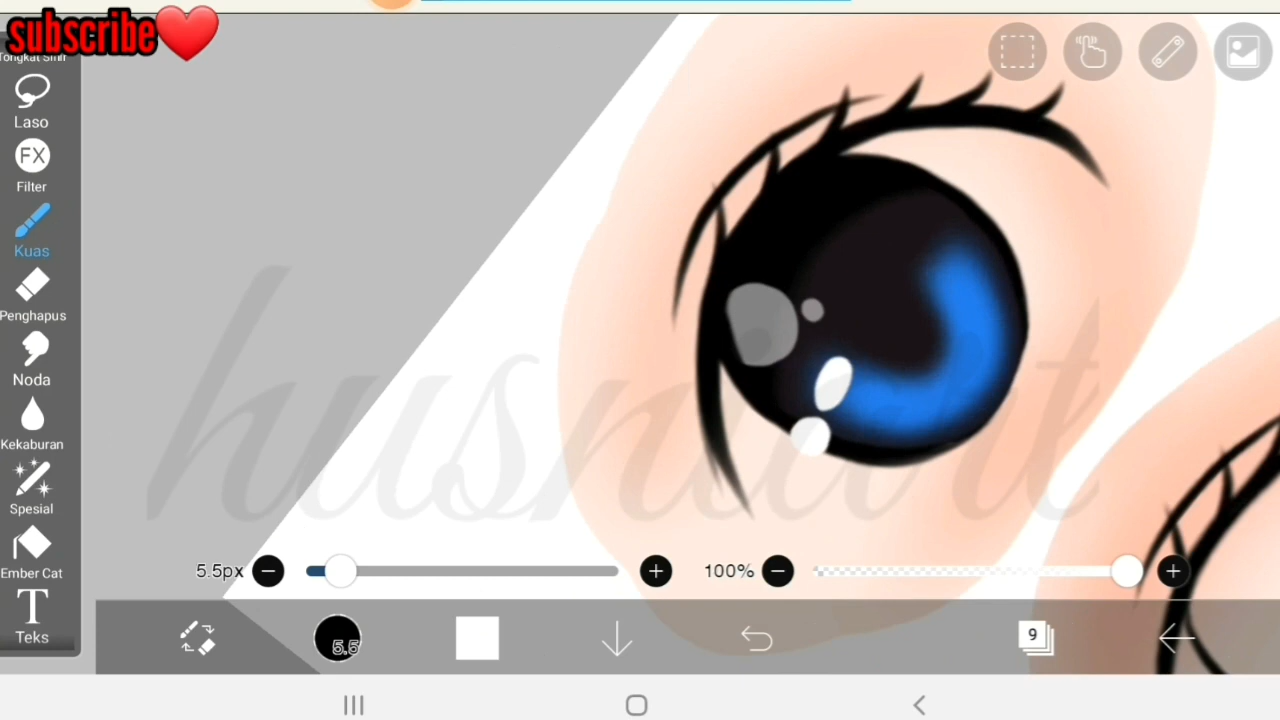 subscribe
Tongkat Sihir
Laso
FX
Filter
Kuas
Penghapus
Noda
Kekaburan
Spesial
Ember Cat
T
Teks
husnart
5.5px
100%
5.5
9